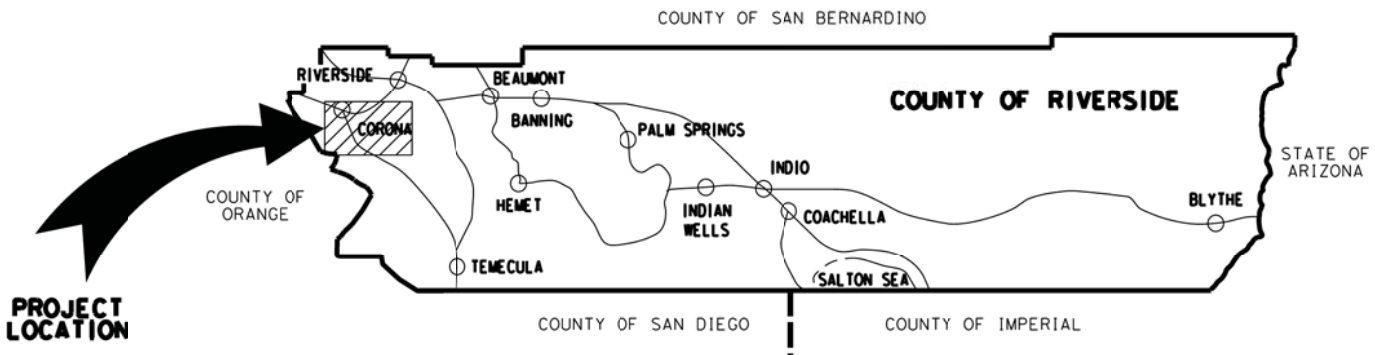 COUNTY OF SAN BERNARDINO
RIVERSIDE
BEAUMONT
COUNTY OF RIVERSIDE
BANNING
CORONA
PALM SPRINGS
STATE OF
ARIZONA
INDIO
COUNTY OF
ORANGE
HEMET
INDIAN
WELLS
COACHELLA
BLYTHE
TEMECULA
SALTON SEA
PROJECT
LOCATION
COUNTY OF SAN DIEGO
COUNTY OF IMPERIAL